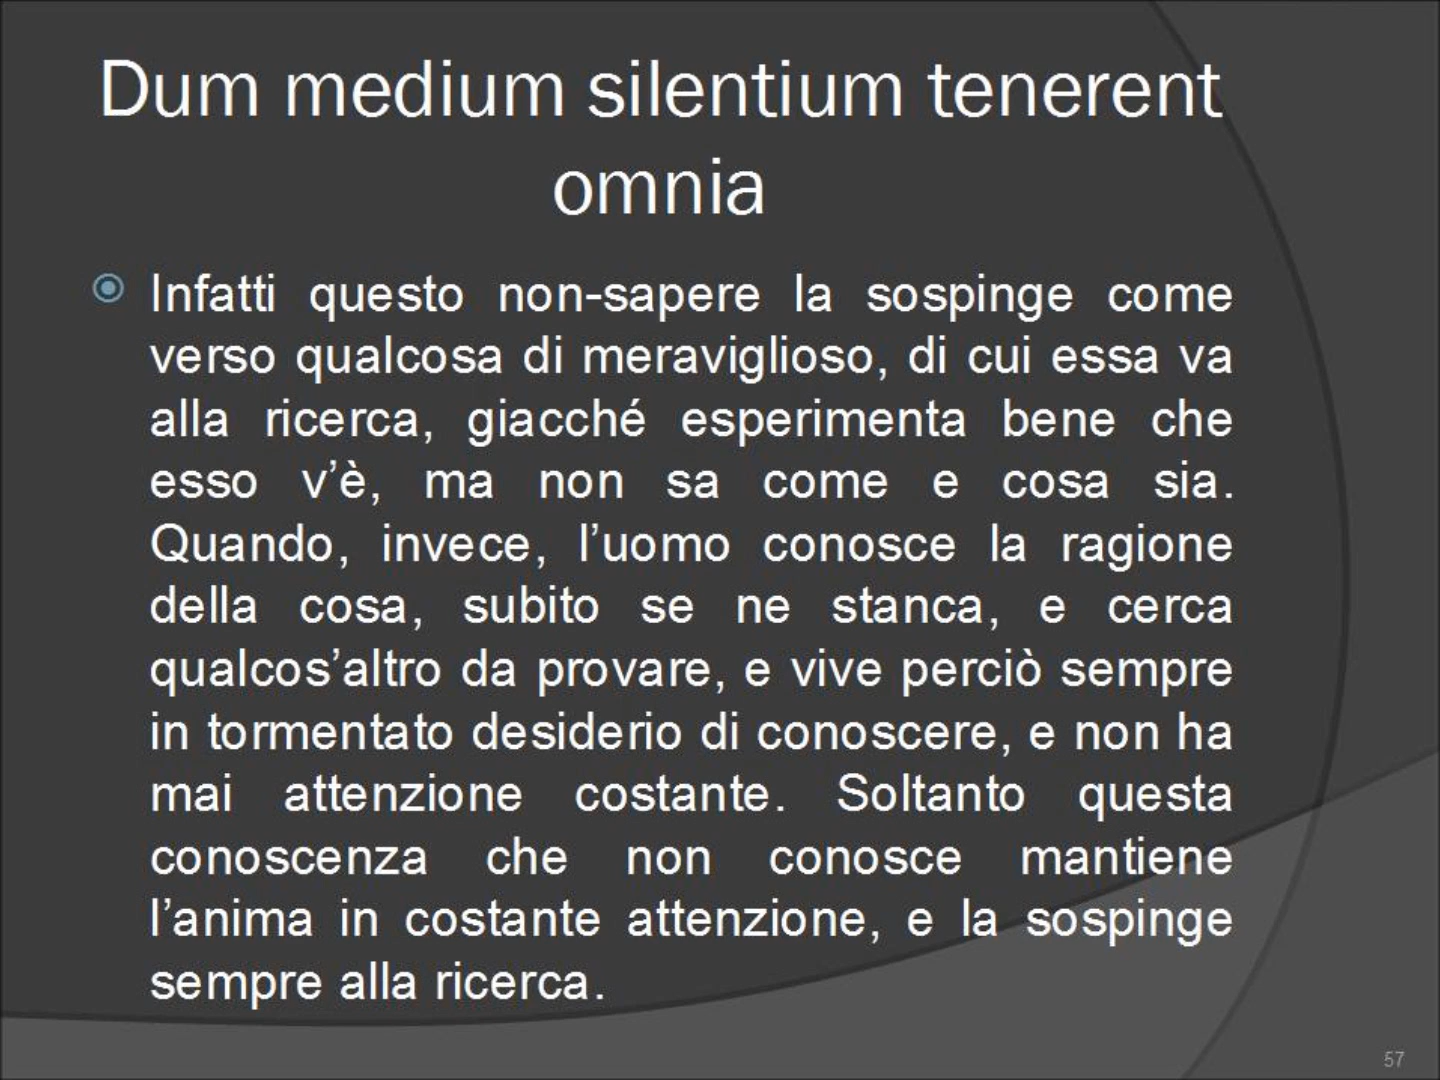 Dum medium silentium tenerent
omnia
Infatti questo non-sapere la sospinge come
verso qualcosa di meraviglioso, di cui essa va
alla ricerca, giacché esperimenta bene che
esso v’è, ma non sa come e cosa sia.
Quando, invece, l’uomo conosce la ragione
della cosa, subito se ne stanca, e cerca
qualcos’altro da provare, e vive perciò sempre
in tormentato desiderio di conoscere, e non ha
mai attenzione costante. Soltanto questa
conoscenza che non conosce mantiene
l’anima in costante attenzione, e la sospinge
sempre alla ricerca.
57